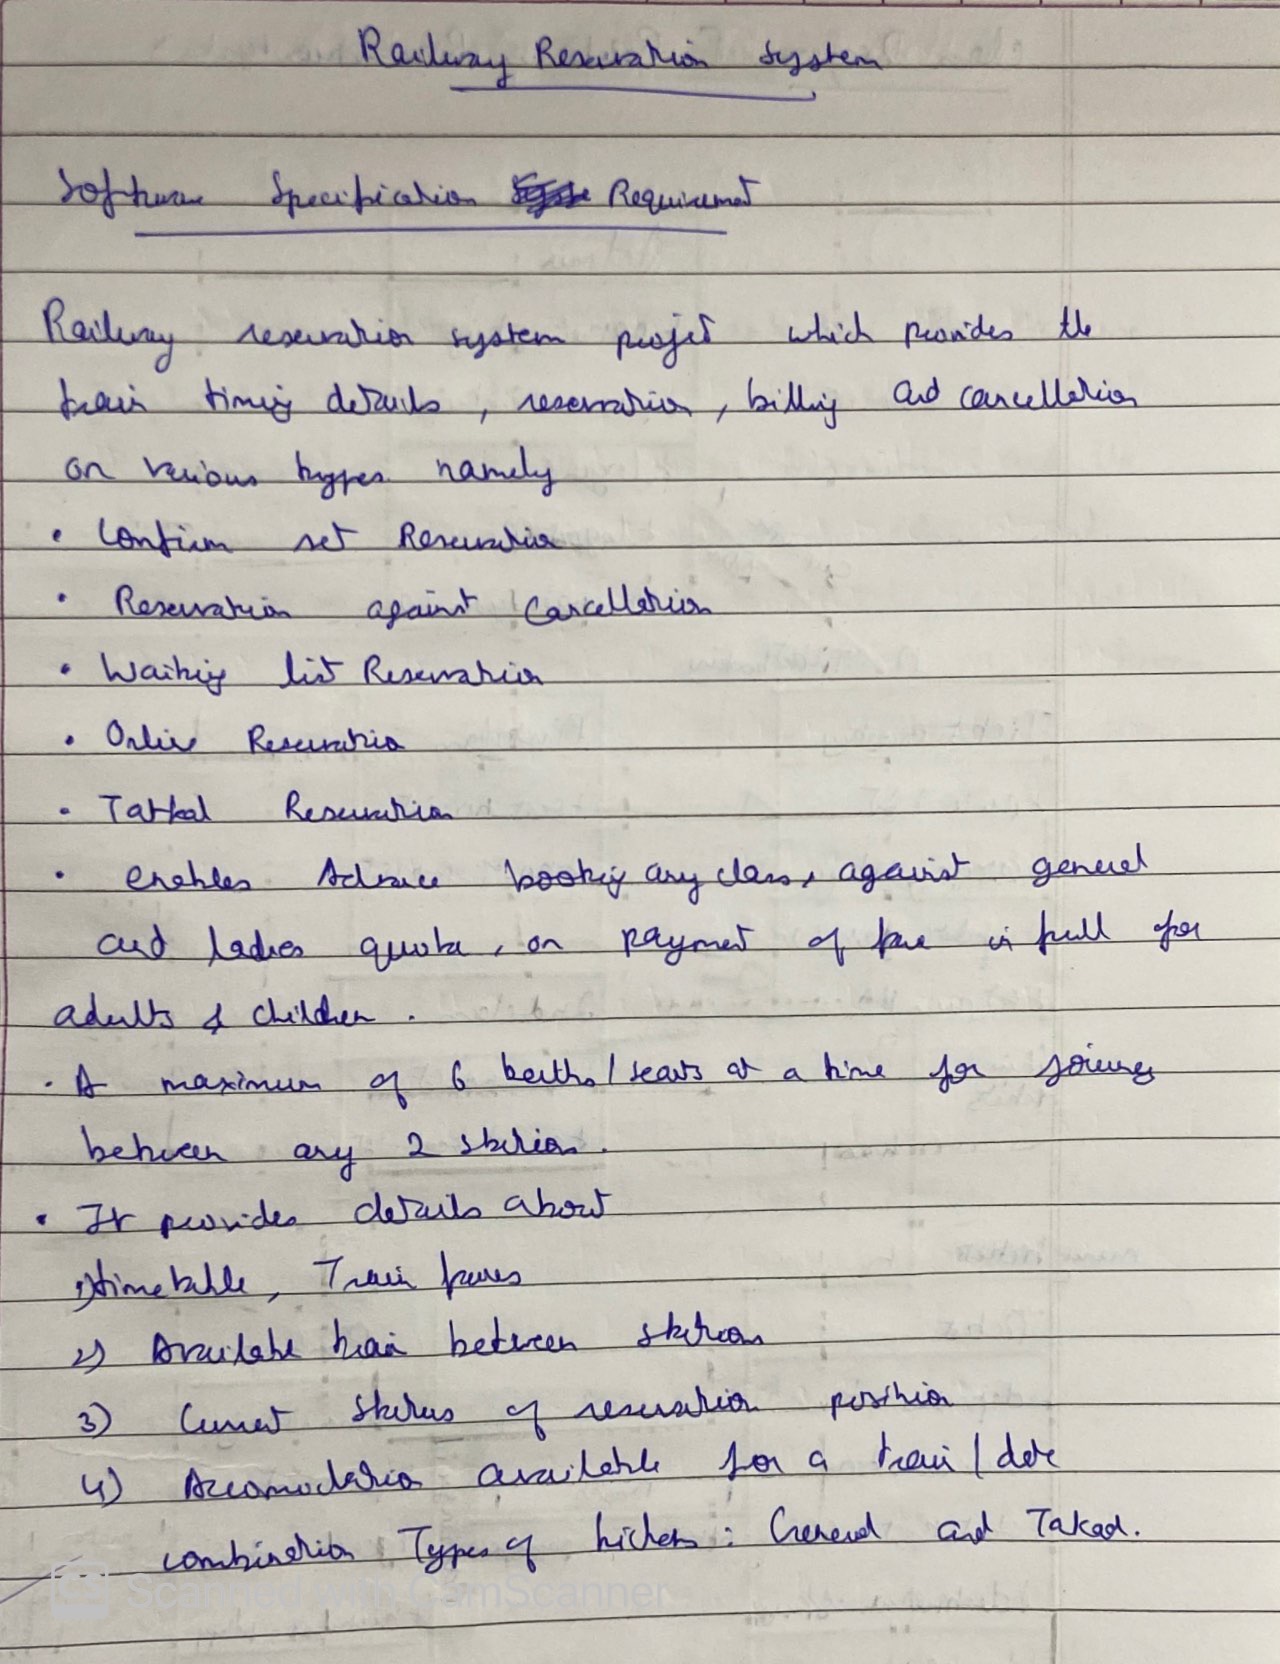 Railway Reservation System
Software Specification Requirement
Railway reservation system project which provides the
train timing details, reservation, billing and cancellation
on various types namely
• Confirm set Reservation
• Reservation against Cancellation
• Waiting list Reservation
• Online Reservation
• Tatkal Reservation
• enables Advance booking any class, against general
and ladies quota, on payment of fare in full for
adults & children.
• A maximum of 6 berths/seats at a time for journey
between any 2 station.
• It provides details about
1) timetable, Train fares
2) Available train between stations
3) Current status of reservation position
4) Accomodation available for a train/date
combination Types of tickets: General and Takad.
Scanned with CamScanner